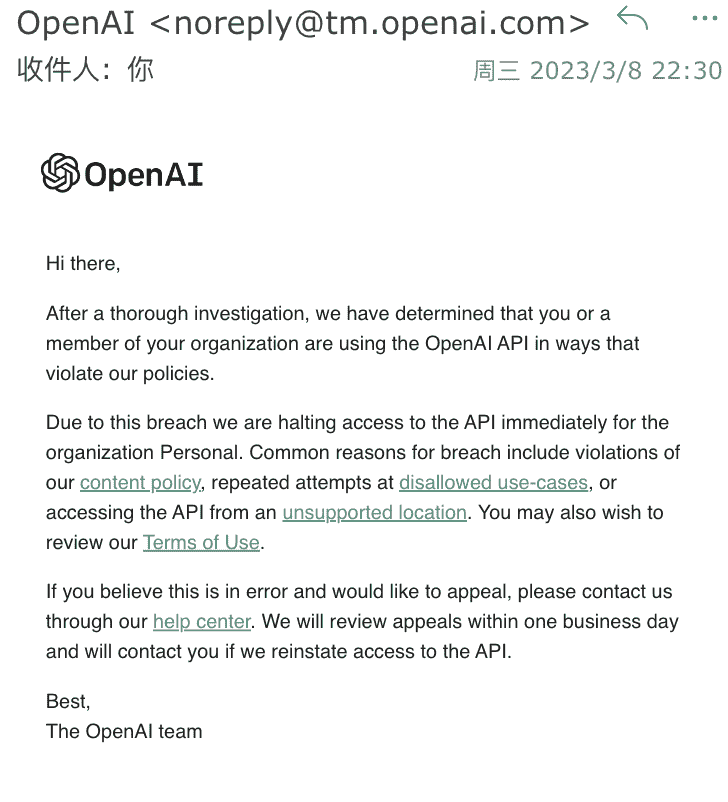 OpenAI <noreply@tm.openai.com>
收件人: 你
周三 2023/3/8 22:30
OpenAI
Hi there,
After a thorough investigation, we have determined that you or a
member of your organization are using the OpenAI API in ways that
violate our policies.
Due to this breach we are halting access to the API immediately for the
organization Personal. Common reasons for breach include violations of
our content policy, repeated attempts at disallowed use-cases, or
accessing the API from an unsupported location. You may also wish to
review our Terms of Use.
If you believe this is in error and would like to appeal, please contact us
through our help center. We will review appeals within one business day
and will contact you if we reinstate access to the API.
Best,
The OpenAI team